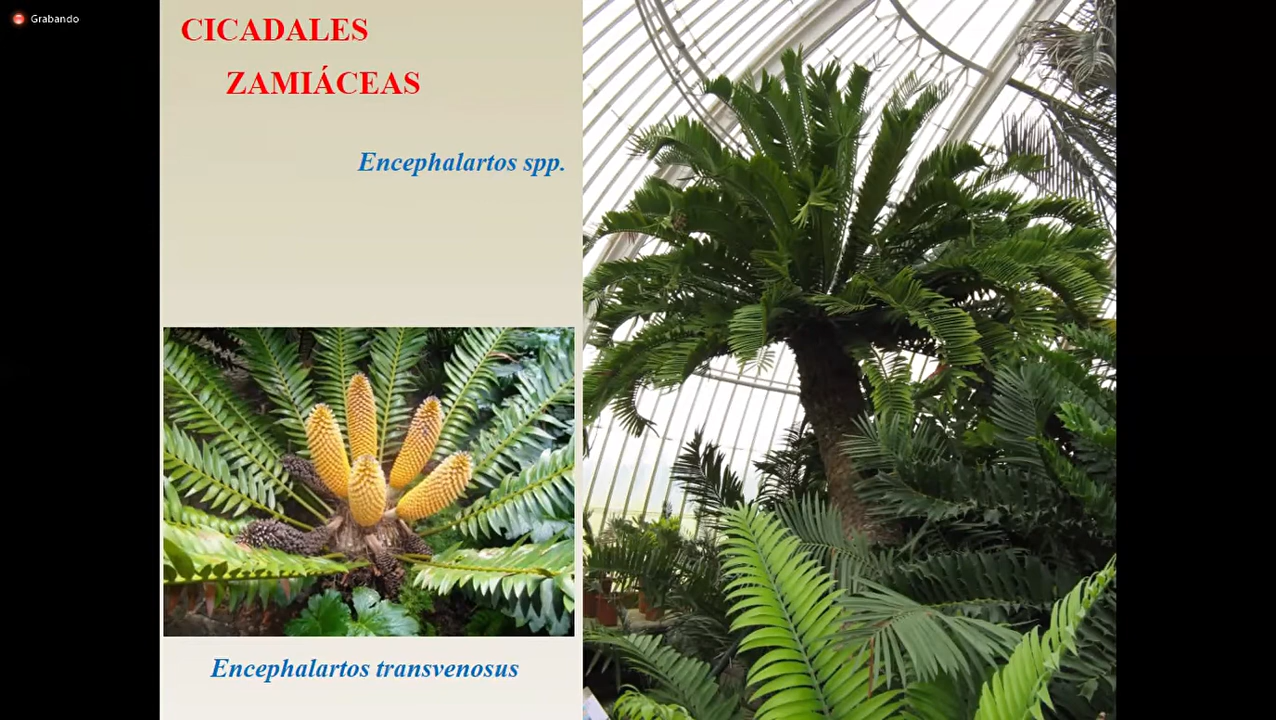 Grabando
CICADALES
ZAMIÁCEAS
Encephalartos spp.
Encephalartos transvenosus